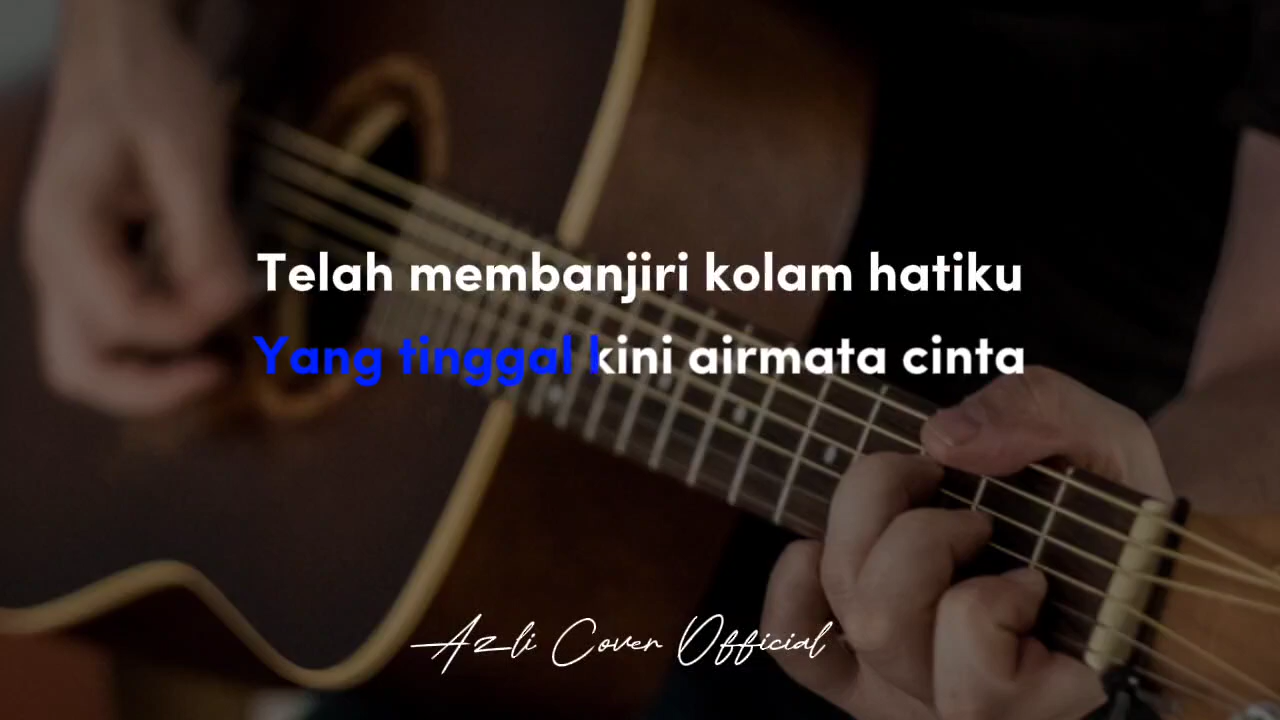 Telah membanjiri kolam hatiku
Yang tinggal kini airmata cinta
Azli Cover Official